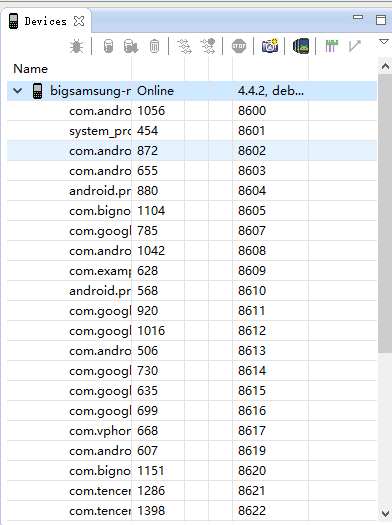 Devices
Name
bigsamsung-r Online 4.4.2, deb...
com.andro 1056 8600
system_pro 454 8601
com.andro 872 8602
com.andro 655 8603
android.pr 880 8604
com.bigno 1104 8605
com.googl 785 8607
com.andro 1042 8608
com.examp 628 8609
android.pr 568 8610
com.googl 920 8611
com.googl 1016 8612
com.andro 506 8613
com.googl 730 8614
com.googl 635 8615
com.googl 699 8616
com.vphon 668 8617
com.andro 607 8619
com.bigno 1151 8620
com.tencer 1286 8621
com.tencer 1398 8622